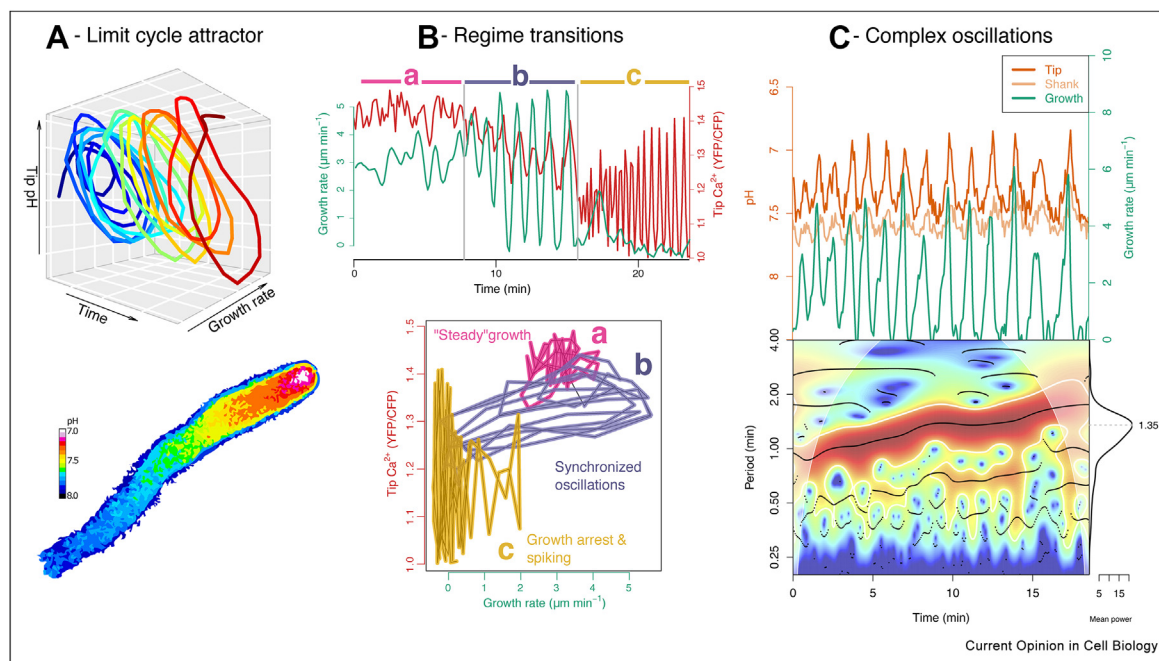 A - Limit cycle attractor
Tip pH
Time
Growth rate
pH
7.0
7.5
8.0
B - Regime transitions
a
b
c
Growth rate (µm min⁻¹)
0
1
2
3
4
5
Tip Ca²⁺ (YFP/CFP)
1.0
1.1
1.2
1.3
1.4
1.5
0
10
20
Time (min)
"Steady"growth
a
b
Synchronized
oscillations
c
Growth arrest &
spiking
Tip Ca²⁺ (YFP/CFP)
1.0
1.1
1.2
1.3
1.4
1.5
0
1
2
3
4
5
Growth rate (µm min⁻¹)
C - Complex oscillations
Tip
Shank
Growth
pH
6.5
7
7.5
8
Growth rate (µm min⁻¹)
0
2
4
6
8
10
Period (min)
4.00
2.00
1.00
0.50
0.25
1.35
0
5
10
15
Time (min)
5 15
Mean power
Current Opinion in Cell Biology